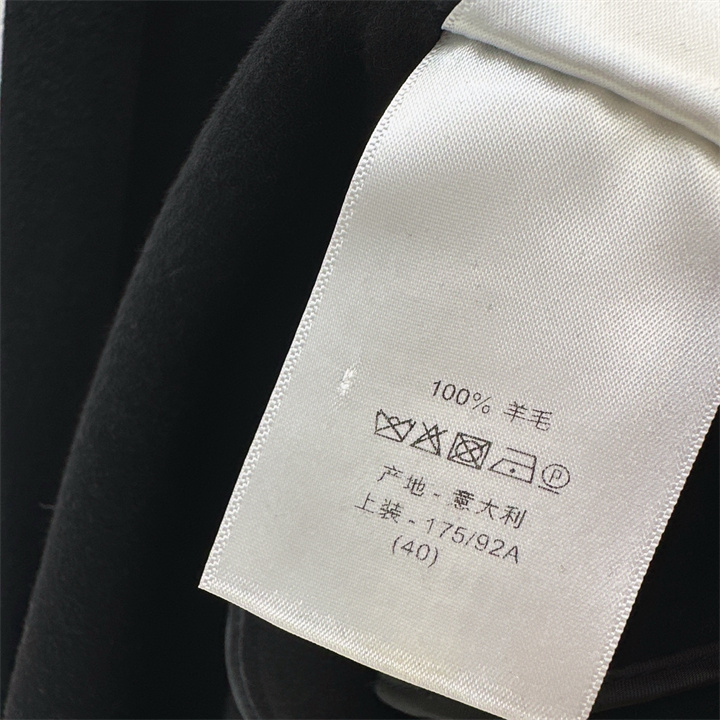 100% 羊毛
P
产地 - 意大利
上装 - 175/92A
(40)